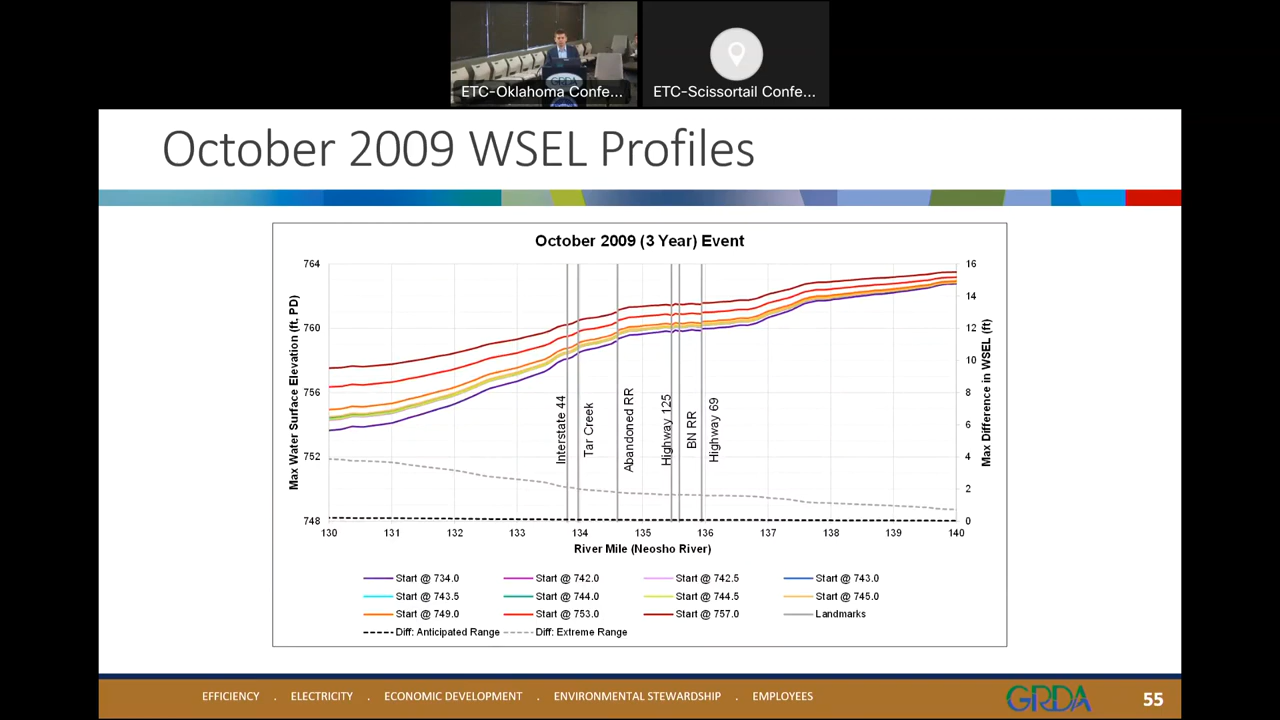 GRDA
ETC-Oklahoma Confe...
ETC-Scissortail Confe...
October 2009 WSEL Profiles
October 2009 (3 Year) Event
764
760
756
752
748
16
14
12
10
8
6
4
2
0
Max Water Surface Elevation (ft. PD)
Max Difference in WSEL (ft)
Interstate 44
Tar Creek
Abandoned RR
Highway 125
BN RR
Highway 69
130 131 132 133 134 135 136 137 138 139 140
River Mile (Neosho River)
Start @ 734.0 Start @ 742.0 Start @ 742.5 Start @ 743.0
Start @ 743.5 Start @ 744.0 Start @ 744.5 Start @ 745.0
Start @ 749.0 Start @ 753.0 Start @ 757.0 Landmarks
Diff: Anticipated Range Diff: Extreme Range
EFFICIENCY . ELECTRICITY . ECONOMIC DEVELOPMENT . ENVIRONMENTAL STEWARDSHIP . EMPLOYEES
GRDA
55